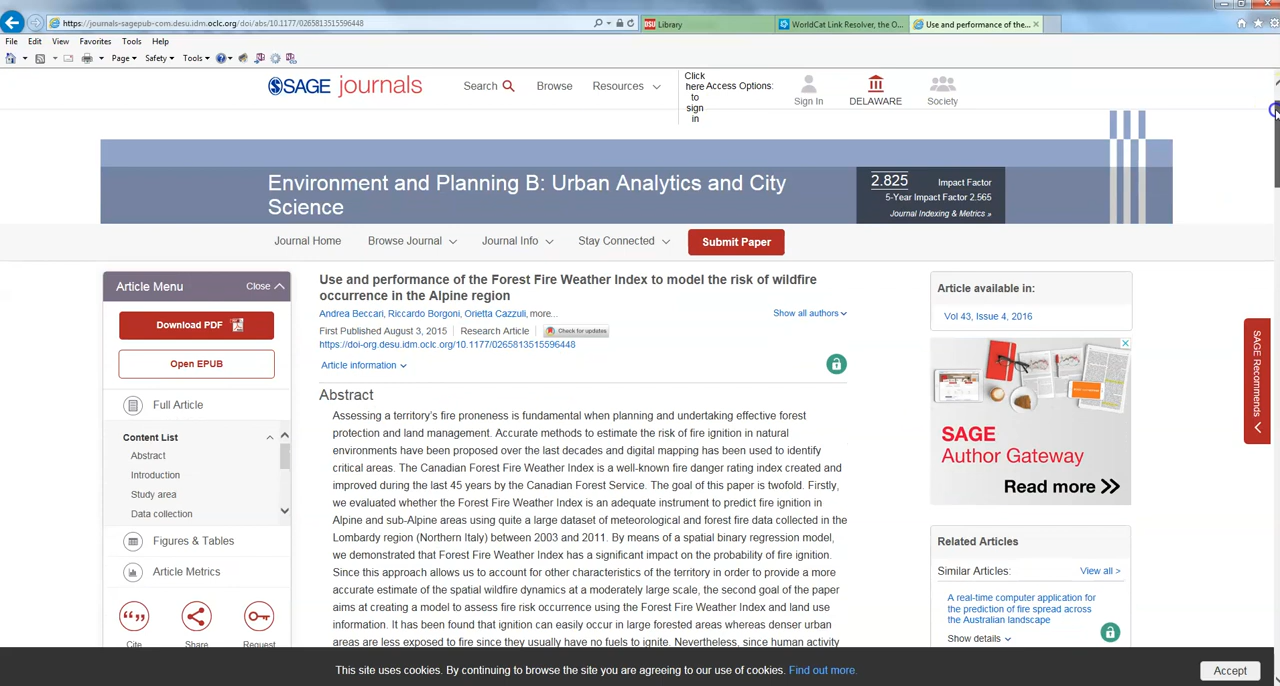 https://journals-sagepub-com.desu.idm.oclc.org/doi/abs/10.1177/0265813515596448
DSU Library
WorldCat Link Resolver, the O...
Use and performance of the...
File Edit View Favorites Tools Help
Page Safety Tools
SAGE journals
Search
Browse
Resources
Click here to sign in
Access Options:
Sign In
DELAWARE
Society
Environment and Planning B: Urban Analytics and City
Science
2.825 Impact Factor
5-Year Impact Factor 2.565
Journal Indexing & Metrics »
Journal Home
Browse Journal
Journal Info
Stay Connected
Submit Paper
Article Menu
Close
Download PDF
Open EPUB
Full Article
Content List
Abstract
Introduction
Study area
Data collection
Figures & Tables
Article Metrics
Cite
Share
Request
Use and performance of the Forest Fire Weather Index to model the risk of wildfire
occurrence in the Alpine region
Andrea Beccari, Riccardo Borgoni, Orietta Cazzuli, more...
Show all authors
First Published August 3, 2015 Research Article Check for updates
https://doi-org.desu.idm.oclc.org/10.1177/0265813515596448
Article information
Abstract
Assessing a territory's fire proneness is fundamental when planning and undertaking effective forest
protection and land management. Accurate methods to estimate the risk of fire ignition in natural
environments have been proposed over the last decades and digital mapping has been used to identify
critical areas. The Canadian Forest Fire Weather Index is a well-known fire danger rating index created and
improved during the last 45 years by the Canadian Forest Service. The goal of this paper is twofold. Firstly,
we evaluated whether the Forest Fire Weather Index is an adequate instrument to predict fire ignition in
Alpine and sub-Alpine areas using quite a large dataset of meteorological and forest fire data collected in the
Lombardy region (Northern Italy) between 2003 and 2011. By means of a spatial binary regression model,
we demonstrated that Forest Fire Weather Index has a significant impact on the probability of fire ignition.
Since this approach allows us to account for other characteristics of the territory in order to provide a more
accurate estimate of the spatial wildfire dynamics at a moderately large scale, the second goal of the paper
aims at creating a model to assess fire risk occurrence using the Forest Fire Weather Index and land use
information. It has been found that ignition can easily occur in large forested areas whereas denser urban
areas are less exposed to fire since they usually have no fuels to ignite. Nevertheless, since human activity
Article available in:
Vol 43, Issue 4, 2016
SAGE
Author Gateway
Read more
SAGE Recommends
Related Articles
Similar Articles:
View all >
A real-time computer application for
the prediction of fire spread across
the Australian landscape
Show details
This site uses cookies. By continuing to browse the site you are agreeing to our use of cookies. Find out more.
Accept